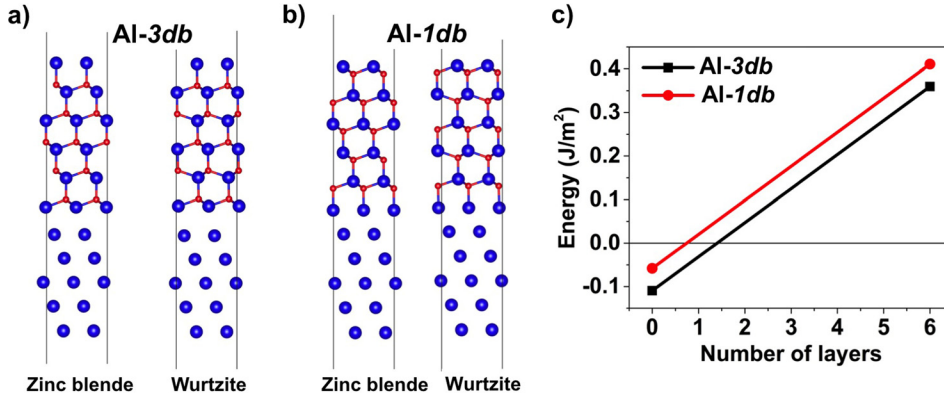 a)
Al-3db
Zinc blende
Wurtzite
b)
Al-1db
Zinc blende
Wurtzite
c)
Al-3db
Al-1db
Energy (J/m²)
0.4
0.3
0.2
0.1
0.0
-0.1
0 1 2 3 4 5 6
Number of layers